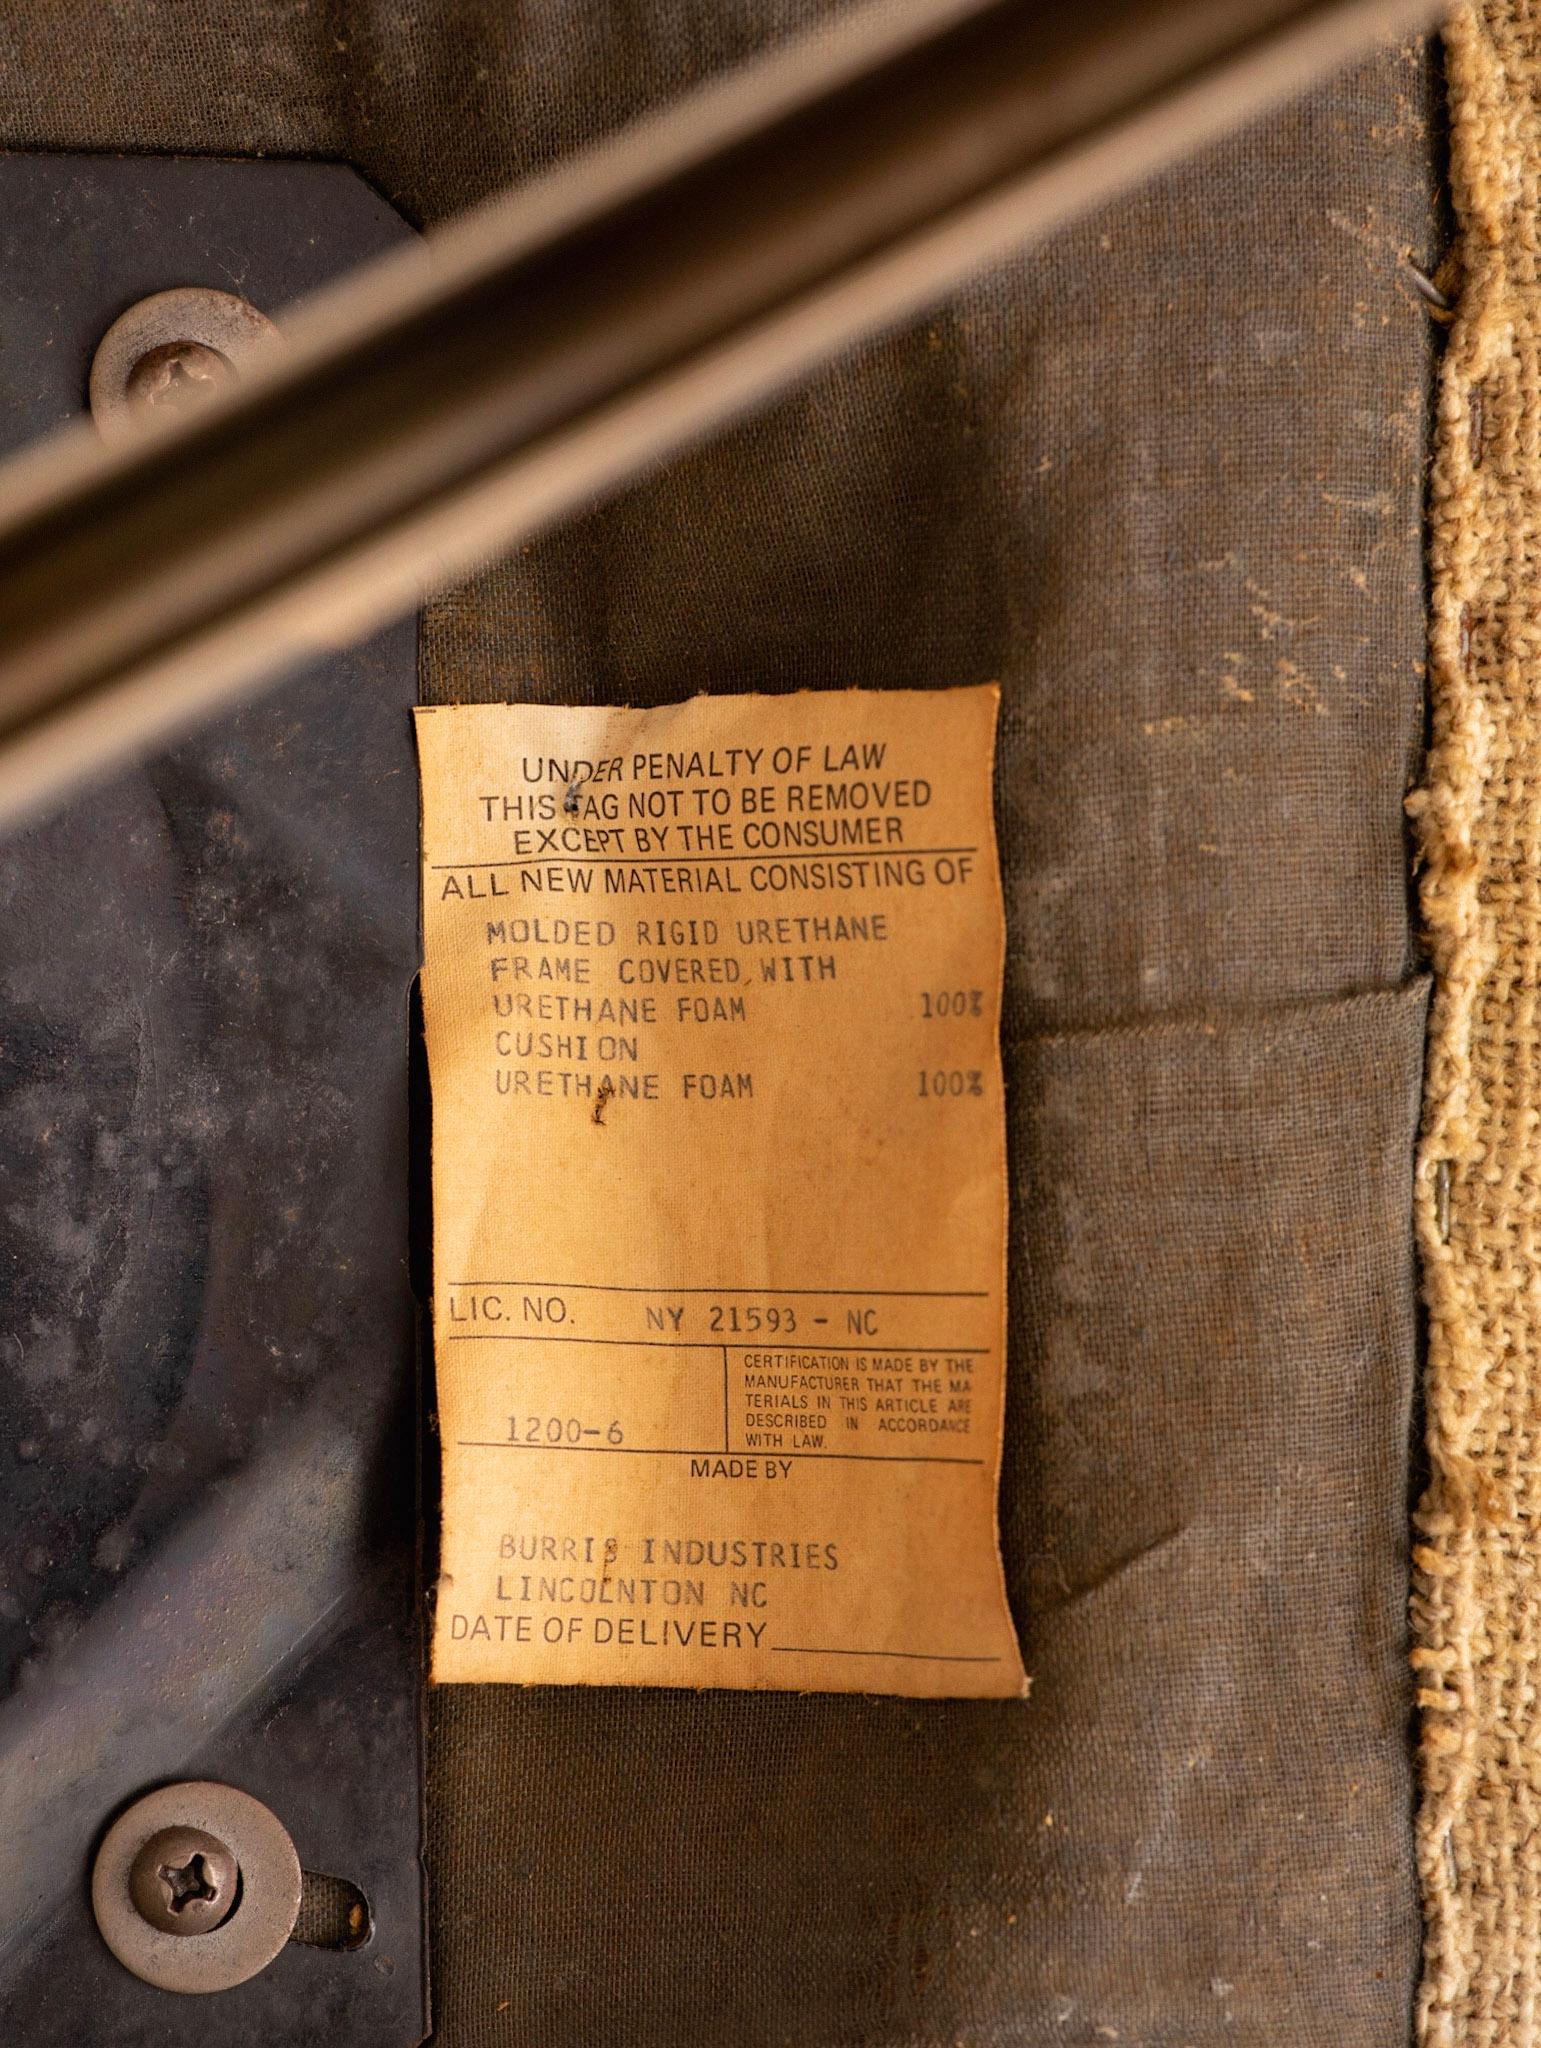 UNDER PENALTY OF LAW
THIS TAG NOT TO BE REMOVED
EXCEPT BY THE CONSUMER
ALL NEW MATERIAL CONSISTING OF
MOLDED RIGID URETHANE
FRAME COVERED, WITH
URETHANE FOAM 100%
CUSHION
URETHANE FOAM 100%
LIC. NO. NY 21593 - NC
1200-6
CERTIFICATION IS MADE BY THE
MANUFACTURER THAT THE MA-
TERIALS IN THIS ARTICLE ARE
DESCRIBED IN ACCORDANCE
WITH LAW.
MADE BY
BURRIS INDUSTRIES
LINCOLNTON NC
DATE OF DELIVERY